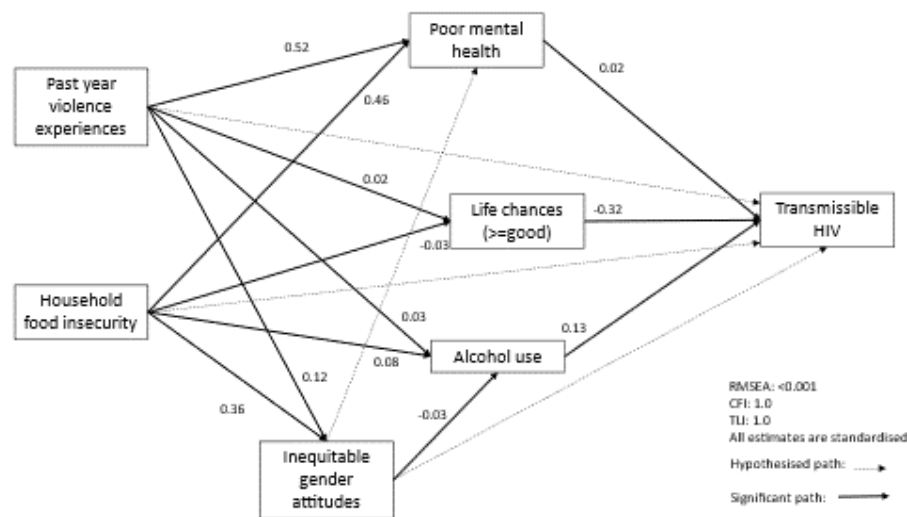 Poor mental
health
0.52
0.02
0.46
Past year
violence
experiences
0.02
Life chances
(>=good)
-0.32
Transmissible
HIV
-0.03
Household
food insecurity
0.03
0.13
0.08
Alcohol use
0.12
0.36
-0.03
Inequitable
gender
attitudes
RMSEA: <0.001
CFI: 1.0
TLI: 1.0
All estimates are standardised
Hypothesised path:
Significant path: